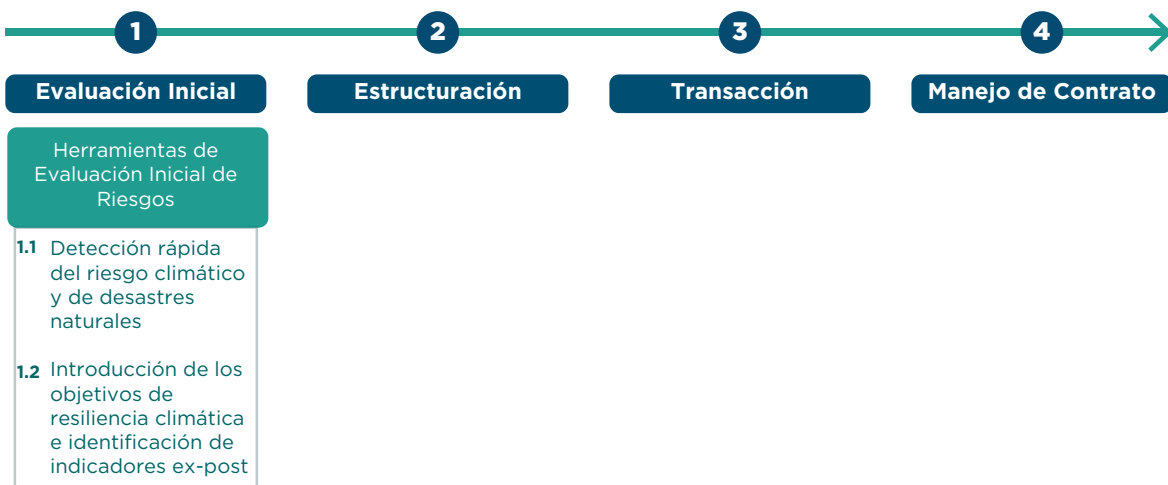 1 2 3 4
Evaluación Inicial Estructuración Transacción Manejo de Contrato
Herramientas de
Evaluación Inicial de
Riesgos
1.1 Detección rápida
del riesgo climático
y de desastres
naturales
1.2 Introducción de los
objetivos de
resiliencia climática
e identificación de
indicadores ex-post